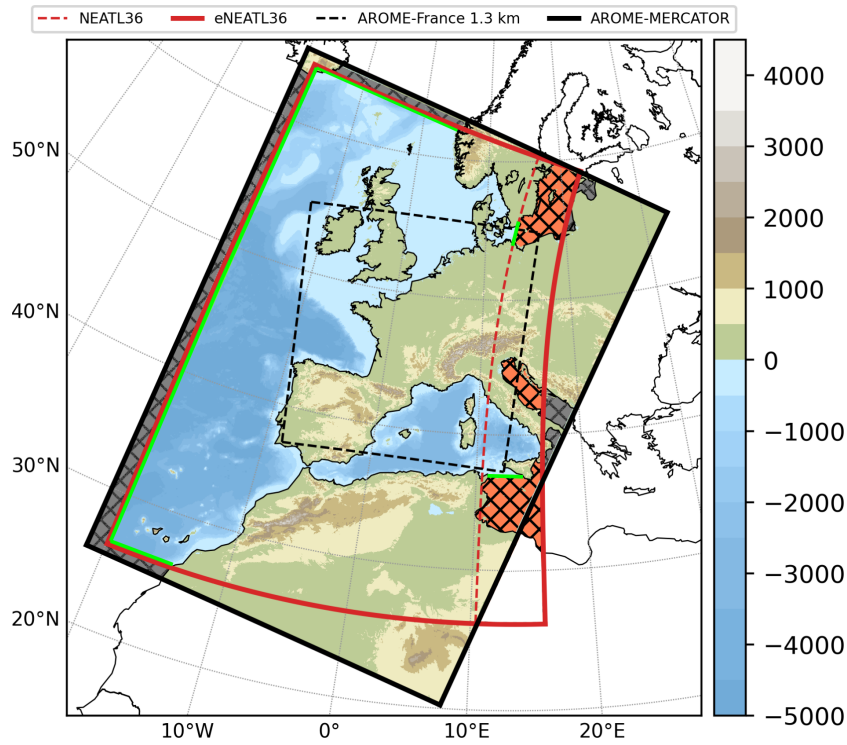 NEATL36 eNEATL36 AROME-France 1.3 km AROME-MERCATOR
50°N
40°N
30°N
20°N
10°W 0° 10°E 20°E
4000
3000
2000
1000
0
−1000
−2000
−3000
−4000
−5000